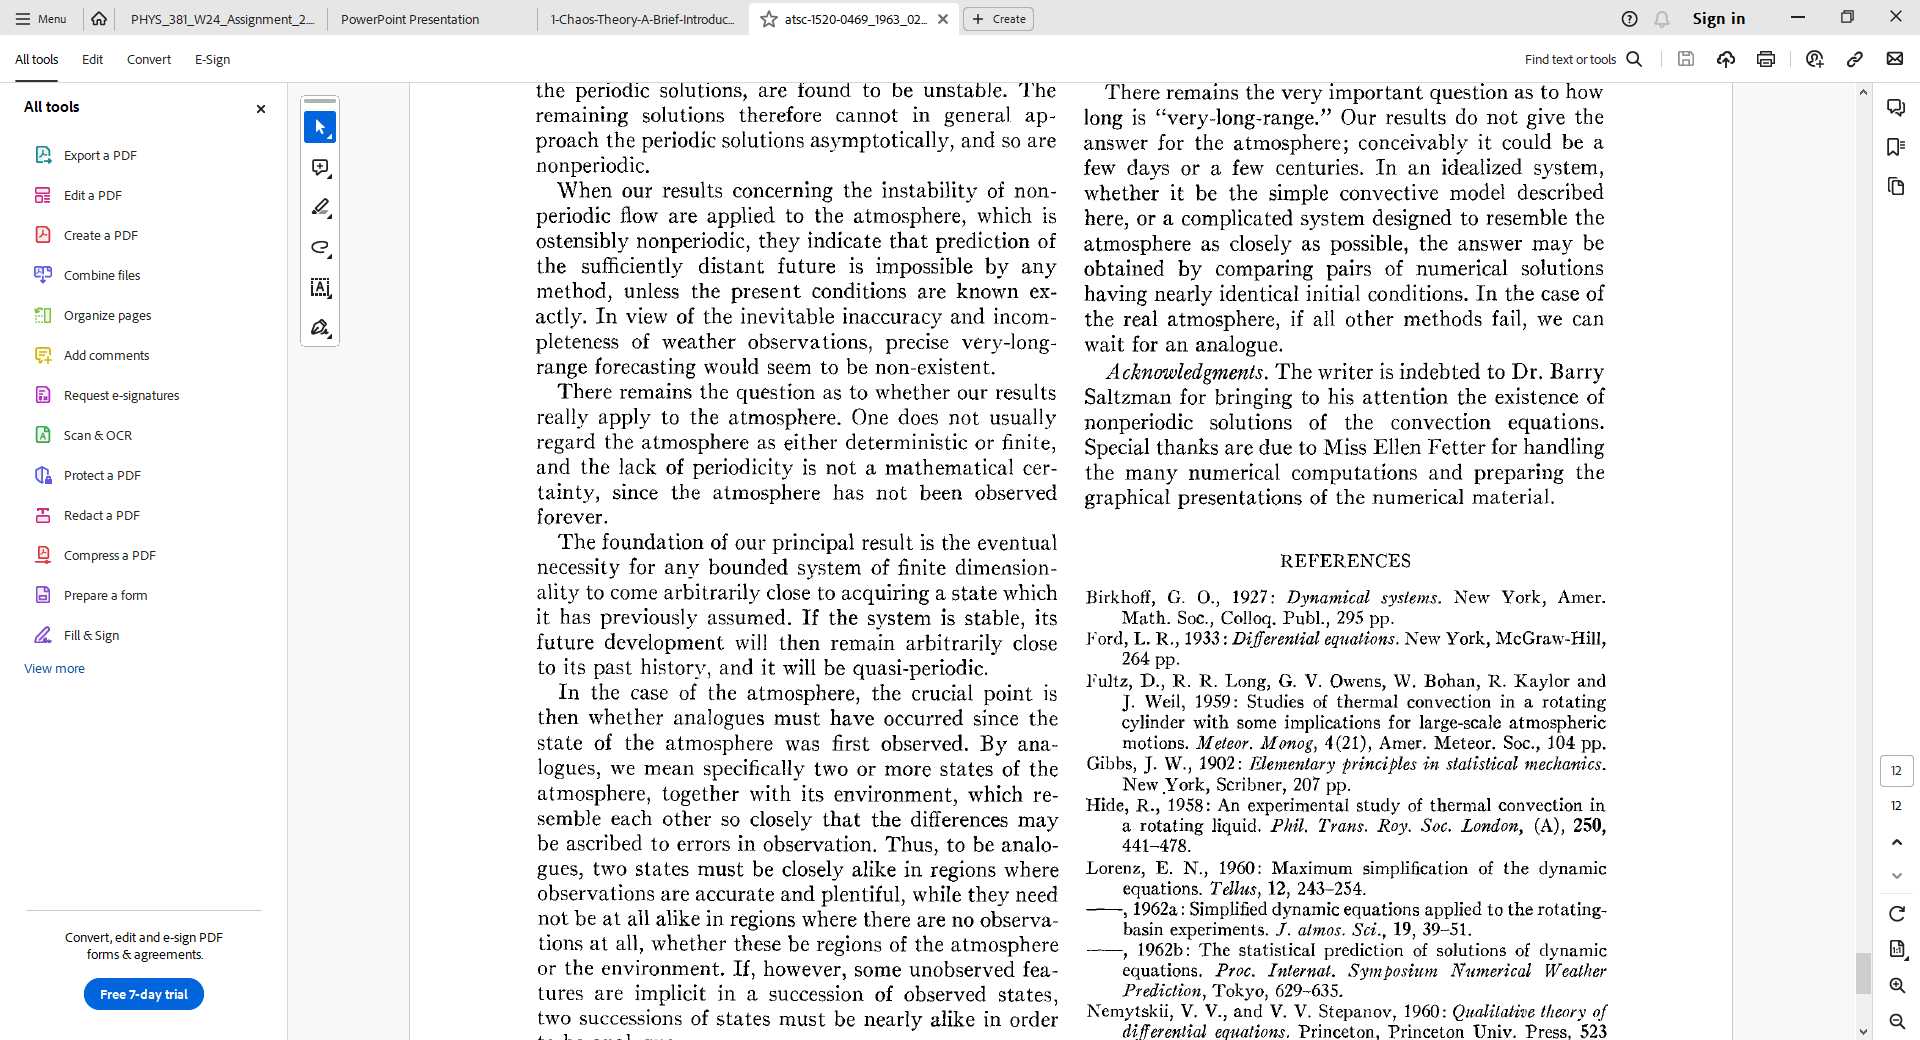 Menu
PHYS_381_W24_Assignment_2...
PowerPoint Presentation
1-Chaos-Theory-A-Brief-Introduc...
atsc-1520-0469_1963_02...
Create
Sign in
All tools
Edit
Convert
E-Sign
Find text or tools
All tools
Export a PDF
Edit a PDF
Create a PDF
Combine files
Organize pages
Add comments
Request e-signatures
Scan & OCR
Protect a PDF
Redact a PDF
Compress a PDF
Prepare a form
Fill & Sign
View more
Convert, edit and e-sign PDF
forms & agreements.
Free 7-day trial
the periodic solutions, are found to be unstable. The
remaining solutions therefore cannot in general ap-
proach the periodic solutions asymptotically, and so are
nonperiodic.
When our results concerning the instability of non-
periodic flow are applied to the atmosphere, which is
ostensibly nonperiodic, they indicate that prediction of
the sufficiently distant future is impossible by any
method, unless the present conditions are known ex-
actly. In view of the inevitable inaccuracy and incom-
pleteness of weather observations, precise very-long-
range forecasting would seem to be non-existent.
There remains the question as to whether our results
really apply to the atmosphere. One does not usually
regard the atmosphere as either deterministic or finite,
and the lack of periodicity is not a mathematical cer-
tainty, since the atmosphere has not been observed
forever.
The foundation of our principal result is the eventual
necessity for any bounded system of finite dimension-
ality to come arbitrarily close to acquiring a state which
it has previously assumed. If the system is stable, its
future development will then remain arbitrarily close
to its past history, and it will be quasi-periodic.
In the case of the atmosphere, the crucial point is
then whether analogues must have occurred since the
state of the atmosphere was first observed. By ana-
logues, we mean specifically two or more states of the
atmosphere, together with its environment, which re-
semble each other so closely that the differences may
be ascribed to errors in observation. Thus, to be analo-
gues, two states must be closely alike in regions where
observations are accurate and plentiful, while they need
not be at all alike in regions where there are no observa-
tions at all, whether these be regions of the atmosphere
or the environment. If, however, some unobserved fea-
tures are implicit in a succession of observed states,
two successions of states must be nearly alike in order
There remains the very important question as to how
long is "very-long-range." Our results do not give the
answer for the atmosphere; conceivably it could be a
few days or a few centuries. In an idealized system,
whether it be the simple convective model described
here, or a complicated system designed to resemble the
atmosphere as closely as possible, the answer may be
obtained by comparing pairs of numerical solutions
having nearly identical initial conditions. In the case of
the real atmosphere, if all other methods fail, we can
wait for an analogue.
Acknowledgments. The writer is indebted to Dr. Barry
Saltzman for bringing to his attention the existence of
nonperiodic solutions of the convection equations.
Special thanks are due to Miss Ellen Fetter for handling
the many numerical computations and preparing the
graphical presentations of the numerical material.
REFERENCES
Birkhoff, G. O., 1927: Dynamical systems. New York, Amer.
Math. Soc., Colloq. Publ., 295 pp.
Ford, L. R., 1933: Differential equations. New York, McGraw-Hill,
264 pp.
Fultz, D., R. R. Long, G. V. Owens, W. Bohan, R. Kaylor and
J. Weil, 1959: Studies of thermal convection in a rotating
cylinder with some implications for large-scale atmospheric
motions. Meteor. Monog, 4(21), Amer. Meteor. Soc., 104 pp.
Gibbs, J. W., 1902: Elementary principles in statistical mechanics.
New York, Scribner, 207 pp.
Hide, R., 1958: An experimental study of thermal convection in
a rotating liquid. Phil. Trans. Roy. Soc. London, (A), 250,
441–478.
Lorenz, E. N., 1960: Maximum simplification of the dynamic
equations. Tellus, 12, 243–254.
——, 1962a: Simplified dynamic equations applied to the rotating-
basin experiments. J. atmos. Sci., 19, 39–51.
——, 1962b: The statistical prediction of solutions of dynamic
equations. Proc. Internat. Symposium Numerical Weather
Prediction, Tokyo, 629–635.
Nemytskii, V. V., and V. V. Stepanov, 1960: Qualitative theory of
differential equations. Princeton, Princeton Univ. Press, 523
12
12